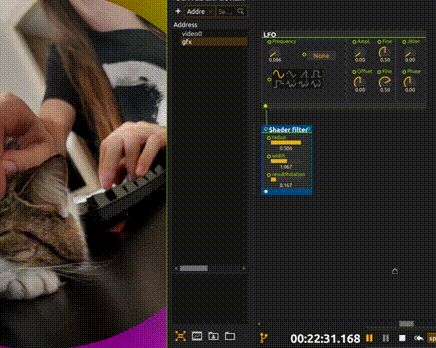 + Addre Se...
Address
video0
gfx
LFO
Frequency
0.086
None
Ampl. Fine Jitter
0.00 0.50 0.00
Offset Fine Phase
0.00 0.50 0.00
Shader filter
radius
0.500
width
1.067
resultRotation
0.167
00:22:31.168
sp